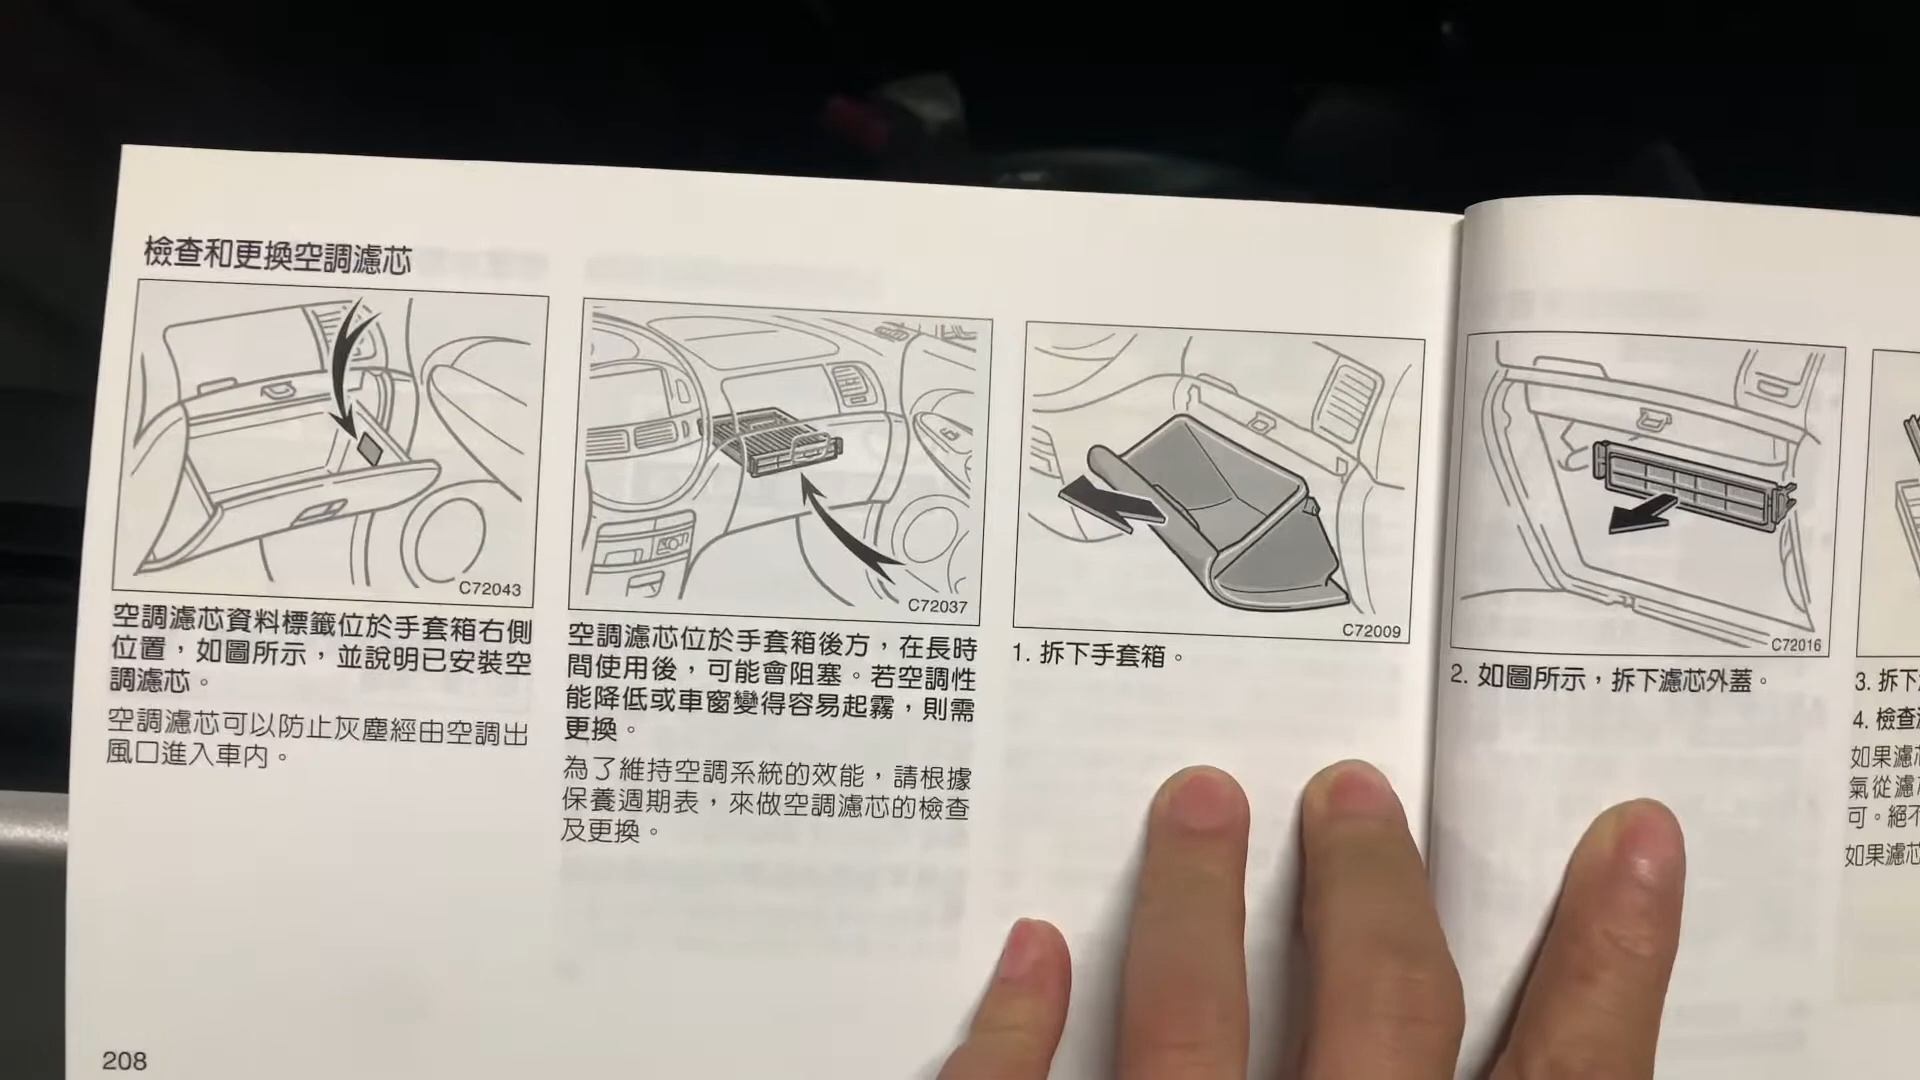 檢查和更換空調濾芯
C72043
空調濾芯資料標籤位於手套箱右側
位置，如圖所示，並說明已安裝空
調濾芯。
空調濾芯可以防止灰塵經由空調出
風口進入車內。
C72037
空調濾芯位於手套箱後方，在長時
間使用後，可能會阻塞。若空調性
能降低或車窗變得容易起霧，則需
更換。
為了維持空調系統的效能，請根據
保養週期表，來做空調濾芯的檢查
及更換。
C72009
1. 拆下手套箱。
208
C72016
2. 如圖所示，拆下濾芯外蓋。
3. 拆下
4. 檢查
如果濾芯
氣從濾
可。絕不
如果濾芯